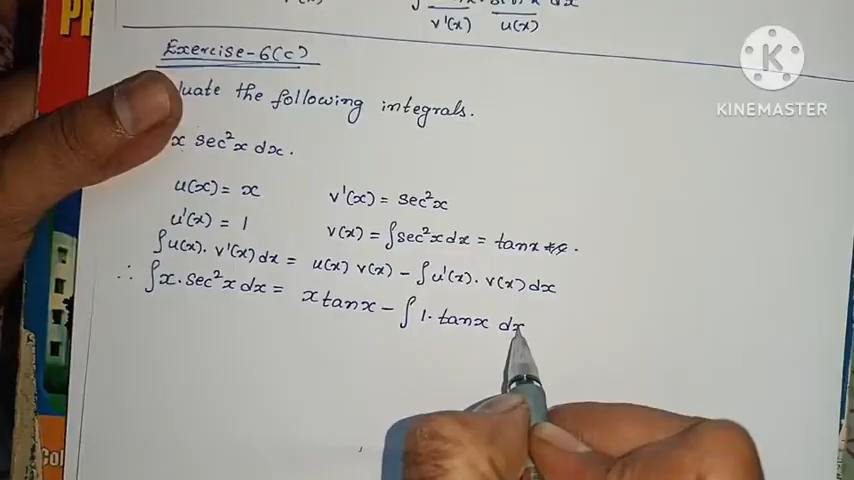 v'(x) u(x)
Exercise-6(c)
the following integrals.
x sec²x dx.
u(x) = x v'(x) = sec²x
u'(x) = 1 v(x) = ∫sec²x dx = tanx
∫u(x). v'(x) dx = u(x) v(x) - ∫u'(x). v(x) dx
∴ ∫x. sec²x dx = x tanx - ∫ 1. tanx dx
KINEMASTER